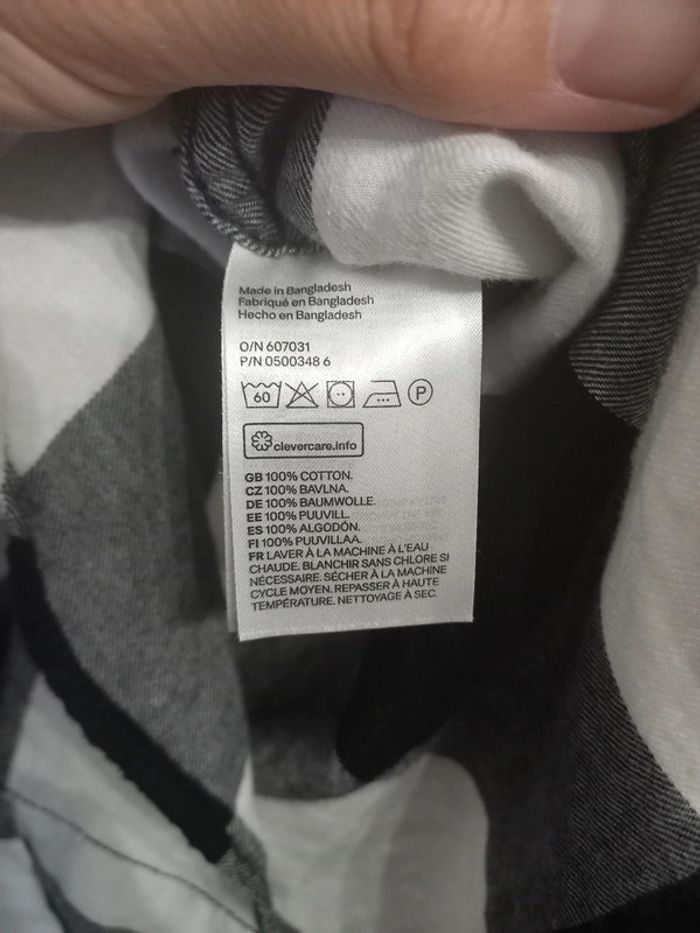 Made in Bangladesh
Fabriqué en Bangladesh
Hecho en Bangladesh
O/N 607031
P/N 0500348 6
60 P
clevercare.info
GB 100% COTTON.
CZ 100% BAVLNA.
DE 100% BAUMWOLLE.
EE 100% PUUVILL.
ES 100% ALGODÓN.
FI 100% PUUVILLAA.
FR LAVER À LA MACHINE À L'EAU
CHAUDE. BLANCHIR SANS CHLORE SI
NÉCESSAIRE. SÉCHER À LA MACHINE
CYCLE MOYEN. REPASSER À HAUTE
TEMPÉRATURE. NETTOYAGE À SEC.